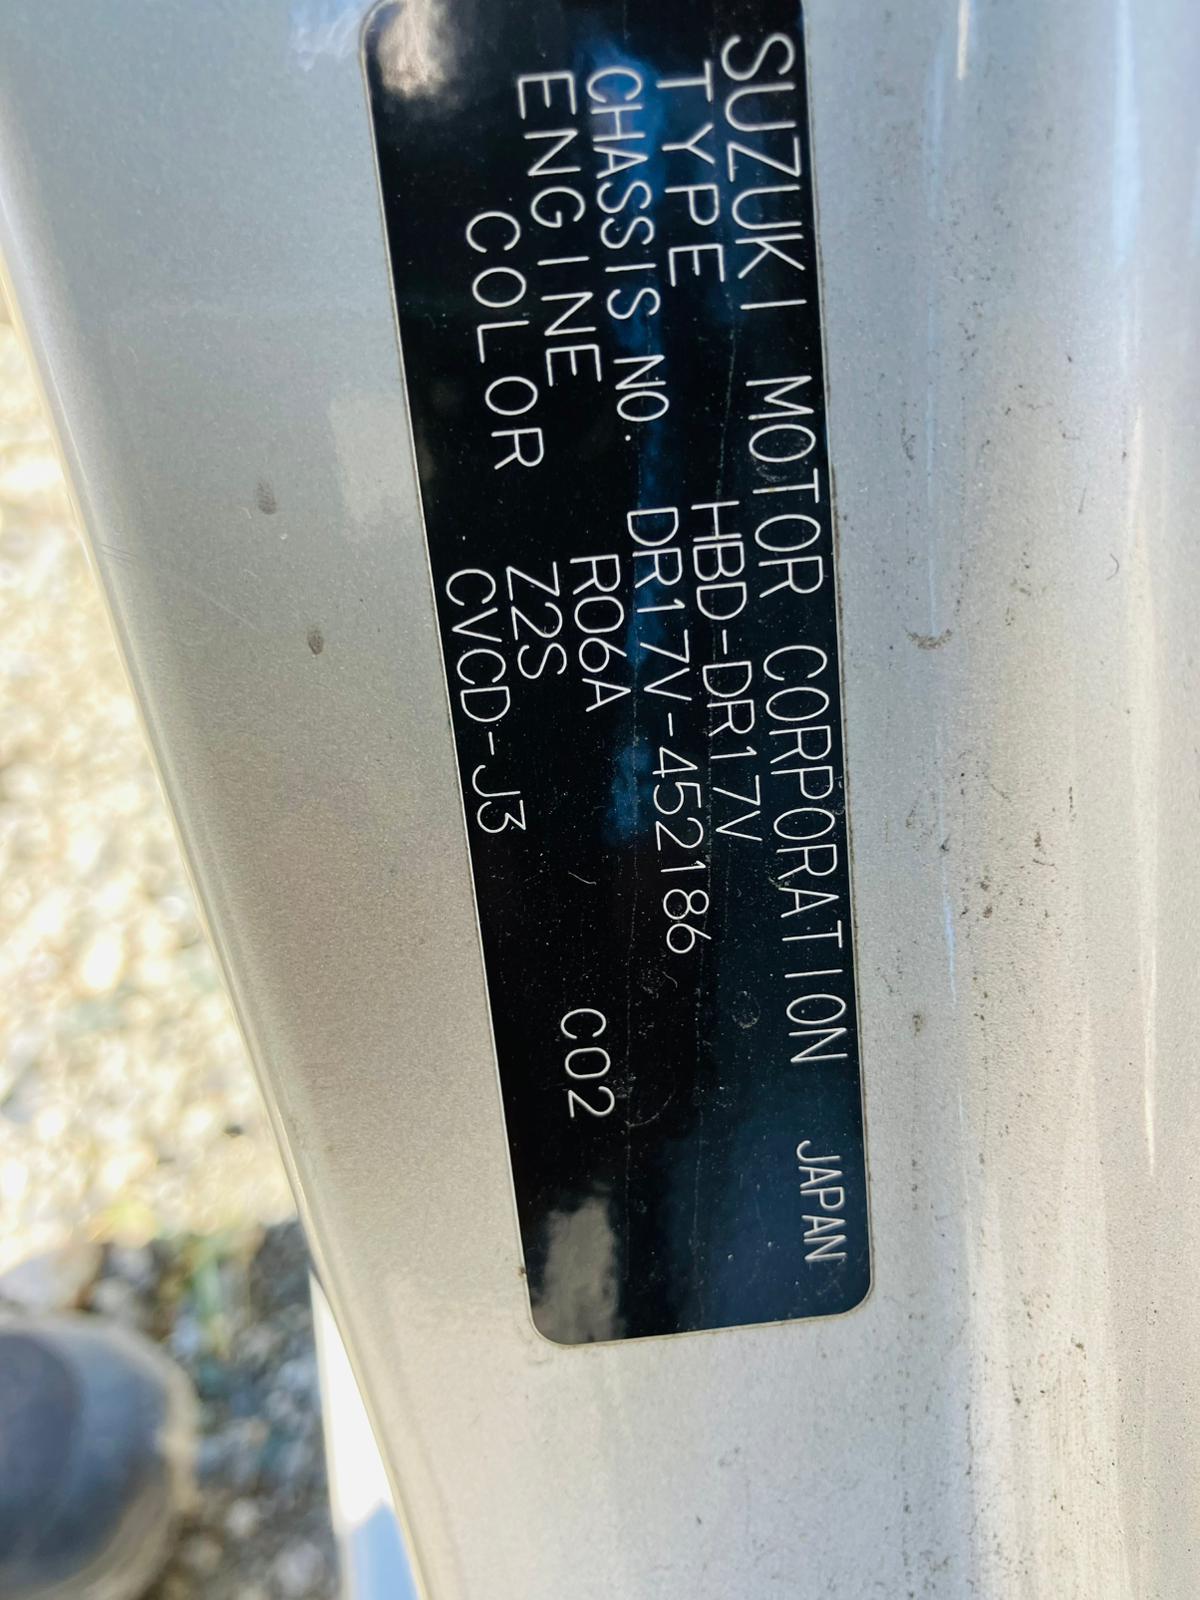 SUZUKI MOTOR CORPORATION JAPAN
TYPE HBD-DR17V
CHASSIS NO. DR17V-452186
ENGINE R06A
COLOR Z2S C02
CVCD-J3